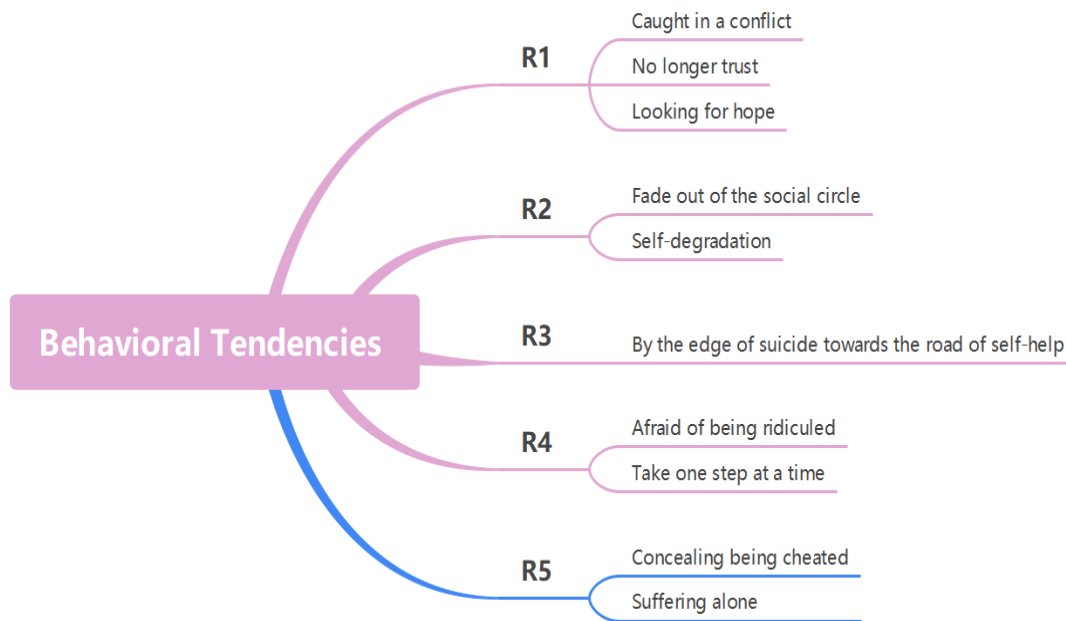 Behavioral Tendencies
R1
Caught in a conflict
No longer trust
Looking for hope
R2
Fade out of the social circle
Self-degradation
R3
By the edge of suicide towards the road of self-help
R4
Afraid of being ridiculed
Take one step at a time
R5
Concealing being cheated
Suffering alone